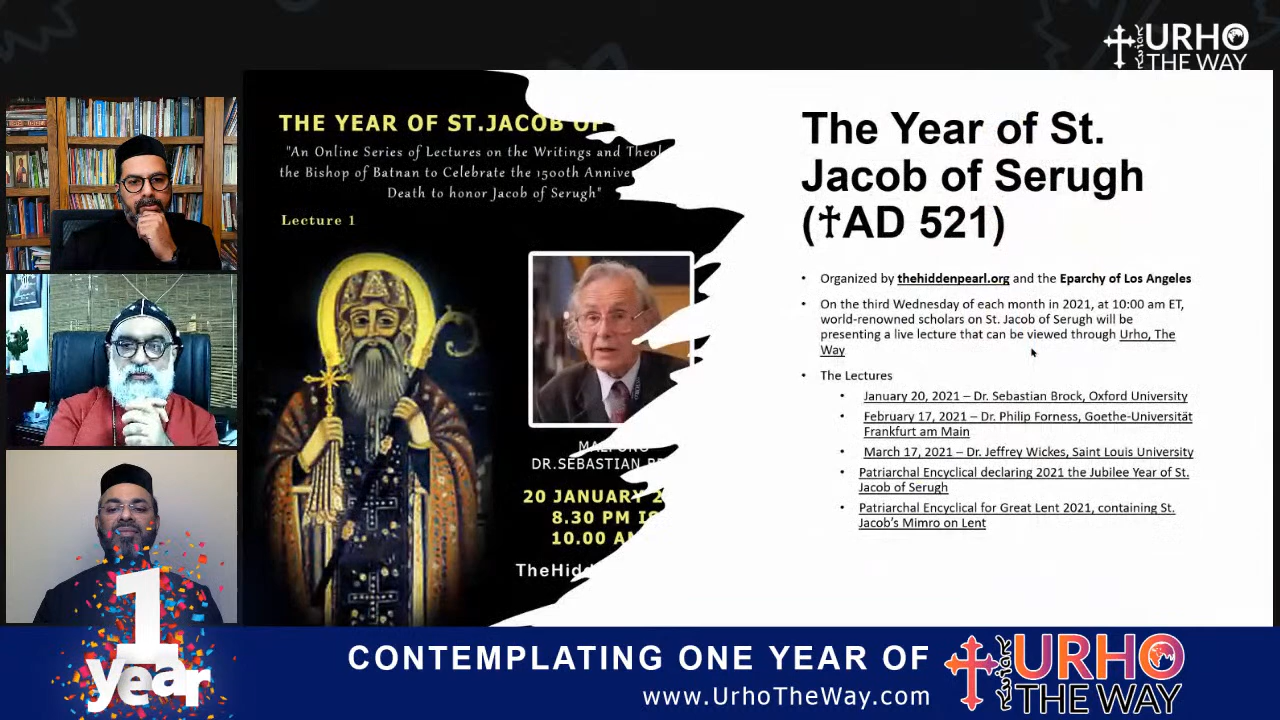 URHO
THE WAY
THE YEAR OF ST.JACOB OF
"An Online Series of Lectures on the Writings and Theol
the Bishop of Batnan to Celebrate the 1500th Annive
Death to honor Jacob of Serugh"
Lecture 1
DR.SEBASTIAN
20 JANUARY 2
8.30 PM IS
10.00 AM
TheHid
The Year of St.
Jacob of Serugh
(☥AD 521)
• Organized by thehiddenpearl.org and the Eparchy of Los Angeles
• On the third Wednesday of each month in 2021, at 10:00 am ET,
world-renowned scholars on St. Jacob of Serugh will be
presenting a live lecture that can be viewed through Urho, The
Way
• The Lectures
• January 20, 2021 – Dr. Sebastian Brock, Oxford University
• February 17, 2021 – Dr. Philip Forness, Goethe-Universität
Frankfurt am Main
• March 17, 2021 – Dr. Jeffrey Wickes, Saint Louis University
• Patriarchal Encyclical declaring 2021 the Jubilee Year of St.
Jacob of Serugh
• Patriarchal Encyclical for Great Lent 2021, containing St.
Jacob's Mimro on Lent
1
year
CONTEMPLATING ONE YEAR OF
www.UrhoTheWay.com
URHO
THE WAY